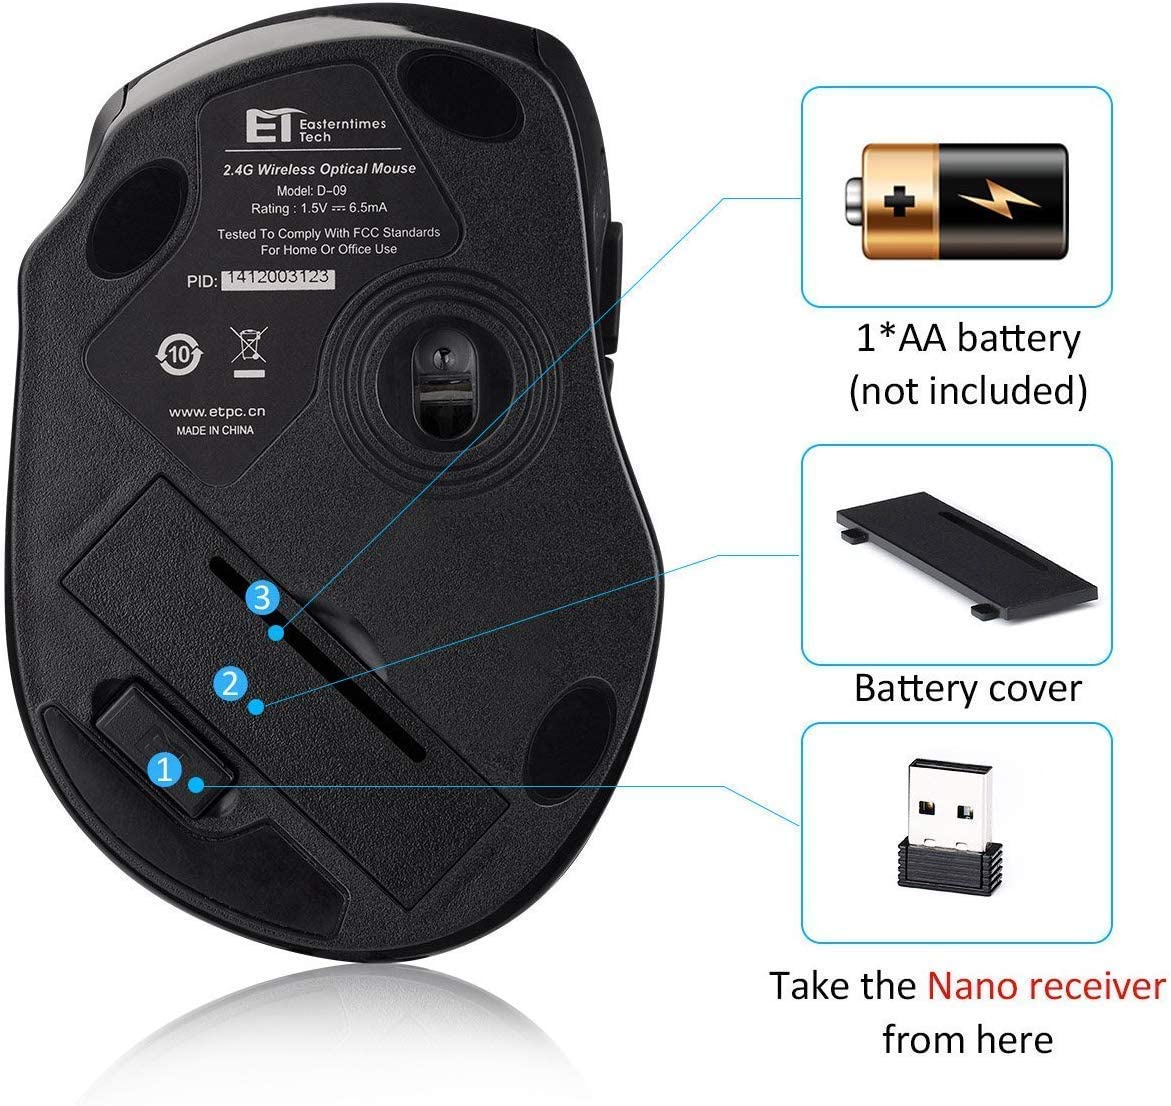 ET Easterntimes
Tech
2.4G Wireless Optical Mouse
Model: D-09
Rating : 1.5V ⎓ 6.5mA
Tested To Comply With FCC Standards
For Home Or Office Use
PID: 1412003123
10
www.etpc.cn
MADE IN CHINA
3
2
1
1*AA battery
(not included)
Battery cover
Take the Nano receiver
from here